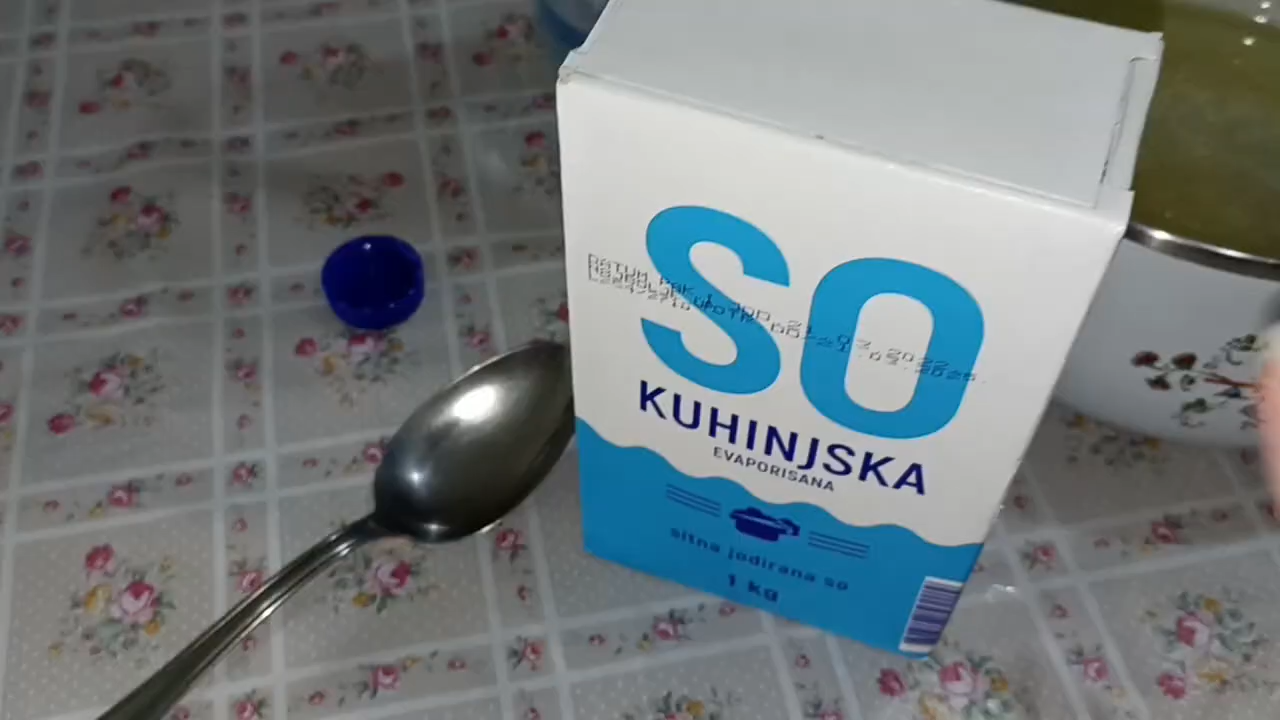 SO
KUHINJSKA
EVAPORISANA
sitna jodirana so
1 kg